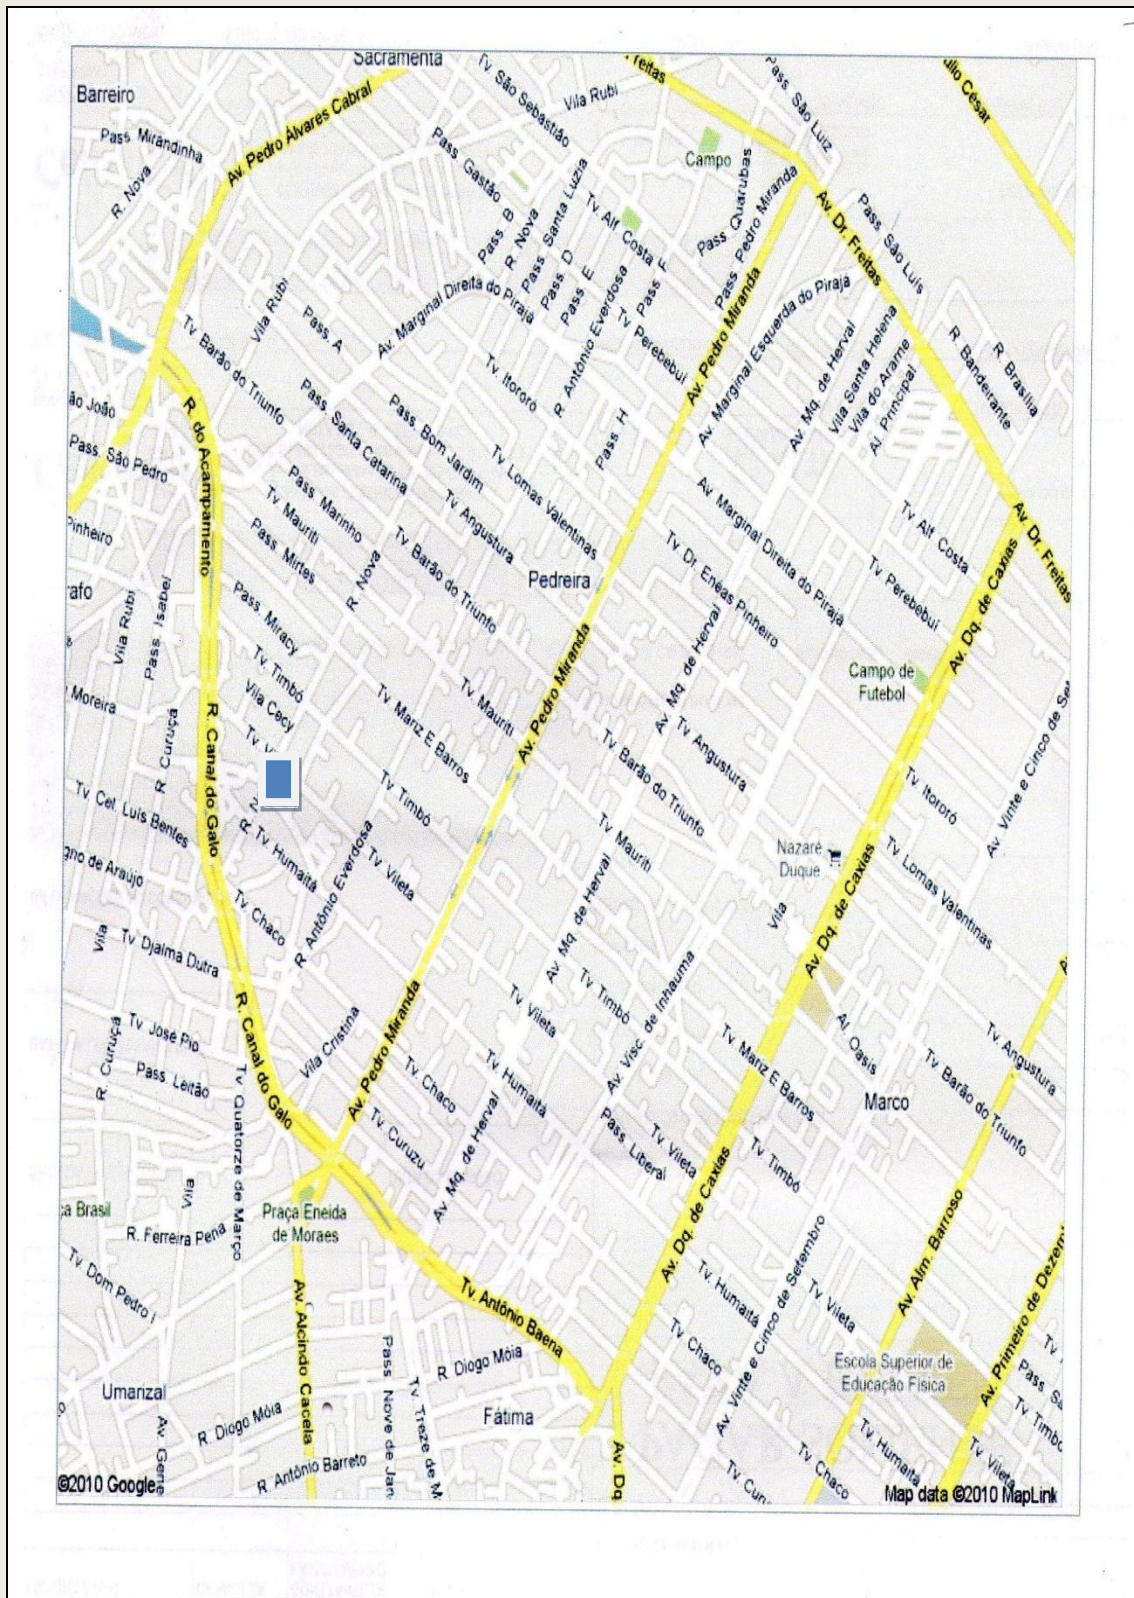 Sacramenta
Barreiro
Pass. Mirandinha
R. Nova
Av. Pedro Álvares Cabral
Tv. São Sebastião
Vila Rubi
Freitas
Pass. São Luiz
Júlio César
Pass. Gastão
Pass. B
R. Nova
Pass. Santa Luzia
Pass. D
Pass. E
Tv. Alf. Costa
Pass. F
Campo
Pass. Quarubas
Pass. Pedro Miranda
Av. Dr. Freitas
Pass. São Luís
Vila Rubi
Pass. A
Av. Marginal Direita do Pirajá
R. Antônio Everdosa
Tv. Perebebuí
Av. Pedro Miranda
Av. Marginal Esquerda do Pirajá
Av. Mq. de Herval
Vila Santa Helena
Vila do Arame
Al. Principal
R. Bandeirante
R. Brasília
Tv. Barão do Triunfo
Tv. Itororó
Pass. H
ão João
Pass. São Pedro
R. do Acampamento
Pass. Santa Catarina
Pass. Bom Jardim
Tv. Lomas Valentinas
Tv. Angustura
Pass. Marinho
Tv. Mauriti
Pass. Mirtes
R. Nova
Tv. Barão do Triunfo
Pedreira
Av. Marginal Direita do Pirajá
Tv. Dr. Enéas Pinheiro
Tv. Alf. Costa
Tv. Perebebuí
Av. Dq. de Caxias
Av. Dr. Freitas
Pinheiro
rafo
Vila Rubi
Pass. Isabel
Pass. Miracy
Tv. Timbó
Vila Cecy
Tv. Mariz E Barros
Tv. Mauriti
Av. Pedro Miranda
Av. Mq. de Herval
Tv. Angustura
Tv. Barão do Triunfo
Campo de
Futebol
Moreira
R. Curuçá
R. Canal do Galo
Tv. Cel. Luís Bentes
gno de Araújo
Tv. Humaitá
Tv. Chaco
R. Antônio Everdosa
Tv. Timbó
Tv. Vileta
Tv. Mauriti
Av. Mq. de Herval
Nazaré
Duque
Vila
Av. Dq. de Caxias
Tv. Itororó
Tv. Lomas Valentinas
Av. Vinte e Cinco de Set
Vila
Tv. Djalma Dutra
R. Curuçá
Tv. José Pio
Pass. Leitão
R. Canal do Galo
Tv. Quatorze de Março
Vila Cristina
Av. Pedro Miranda
Tv. Chaco
Tv. Curuzu
Tv. Vileta
Tv. Timbó
Tv. Humaitá
Av. Visc. de Inhauma
Av. Mq. de Herval
Pass. Liberal
Tv. Vileta
Tv. Mariz E Barros
Tv. Timbó
Al. Oasis
Marco
Tv. Barão do Triunfo
Tv. Angustura
ça Brasil
Vila
R. Ferreira Pena
Tv. Dom Pedro I
Praça Eneida
de Moraes
Av. Alcindo Cacela
Tv. Antônio Baena
Av. Dq. de Caxias
Tv. Humaitá
Tv. Chaco
Av. Vinte e Cinco de Setembro
Tv. Vileta
Av. Alm. Barroso
Av. Primeiro de Dezem
Escola Superior de
Educação Física
Umarizal
Av. Gene
R. Diogo Móia
R. Antônio Barreto
Pass. Nove de Jan
Tv. Treze de M
R. Diogo Móia
Fátima
Av. Dq
Tv. Cur
Tv. Chaco
Tv. Humaitá
Tv. Vileta
Tv. Timbó
Pass. Sa
©2010 Google
Map data ©2010 MapLink